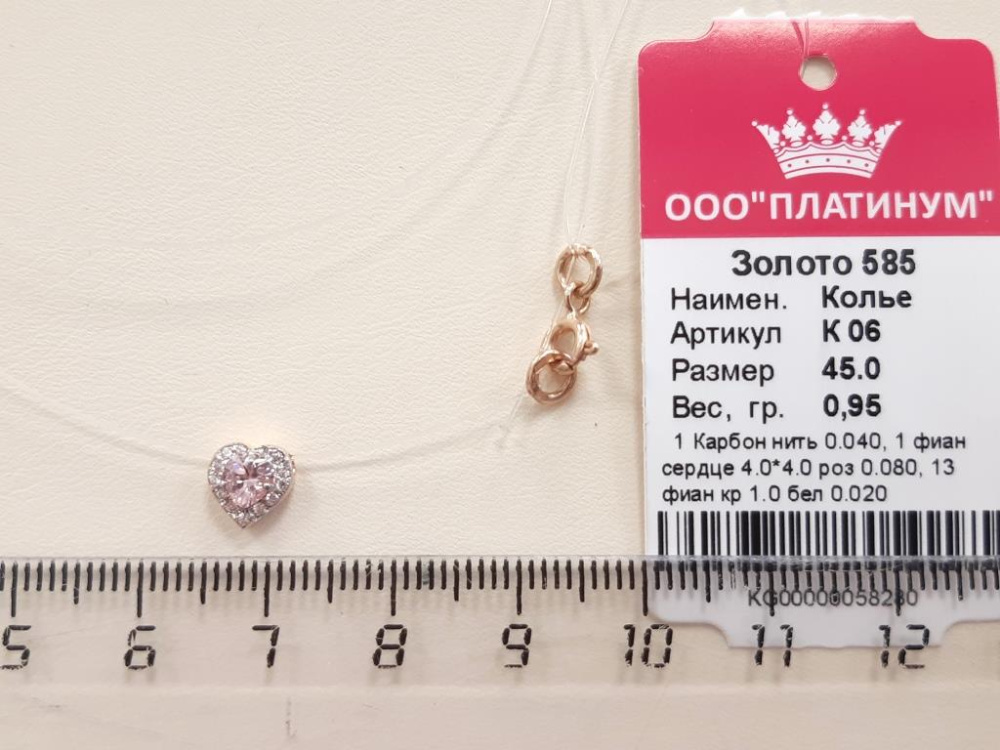 ООО"ПЛАТИНУМ"
Золото 585
Наимен. Колье
Артикул К 06
Размер 45.0
Вес, гр. 0,95
1 Карбон нить 0.040, 1 фиан
сердце 4.0*4.0 роз 0.080, 13
фиан кр 1.0 бел 0.020
KG00000058280
5 6 7 8 9 10 11 12